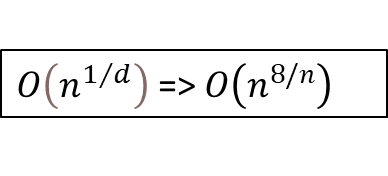 O(n^{1/d}) => O(n^{8/n})